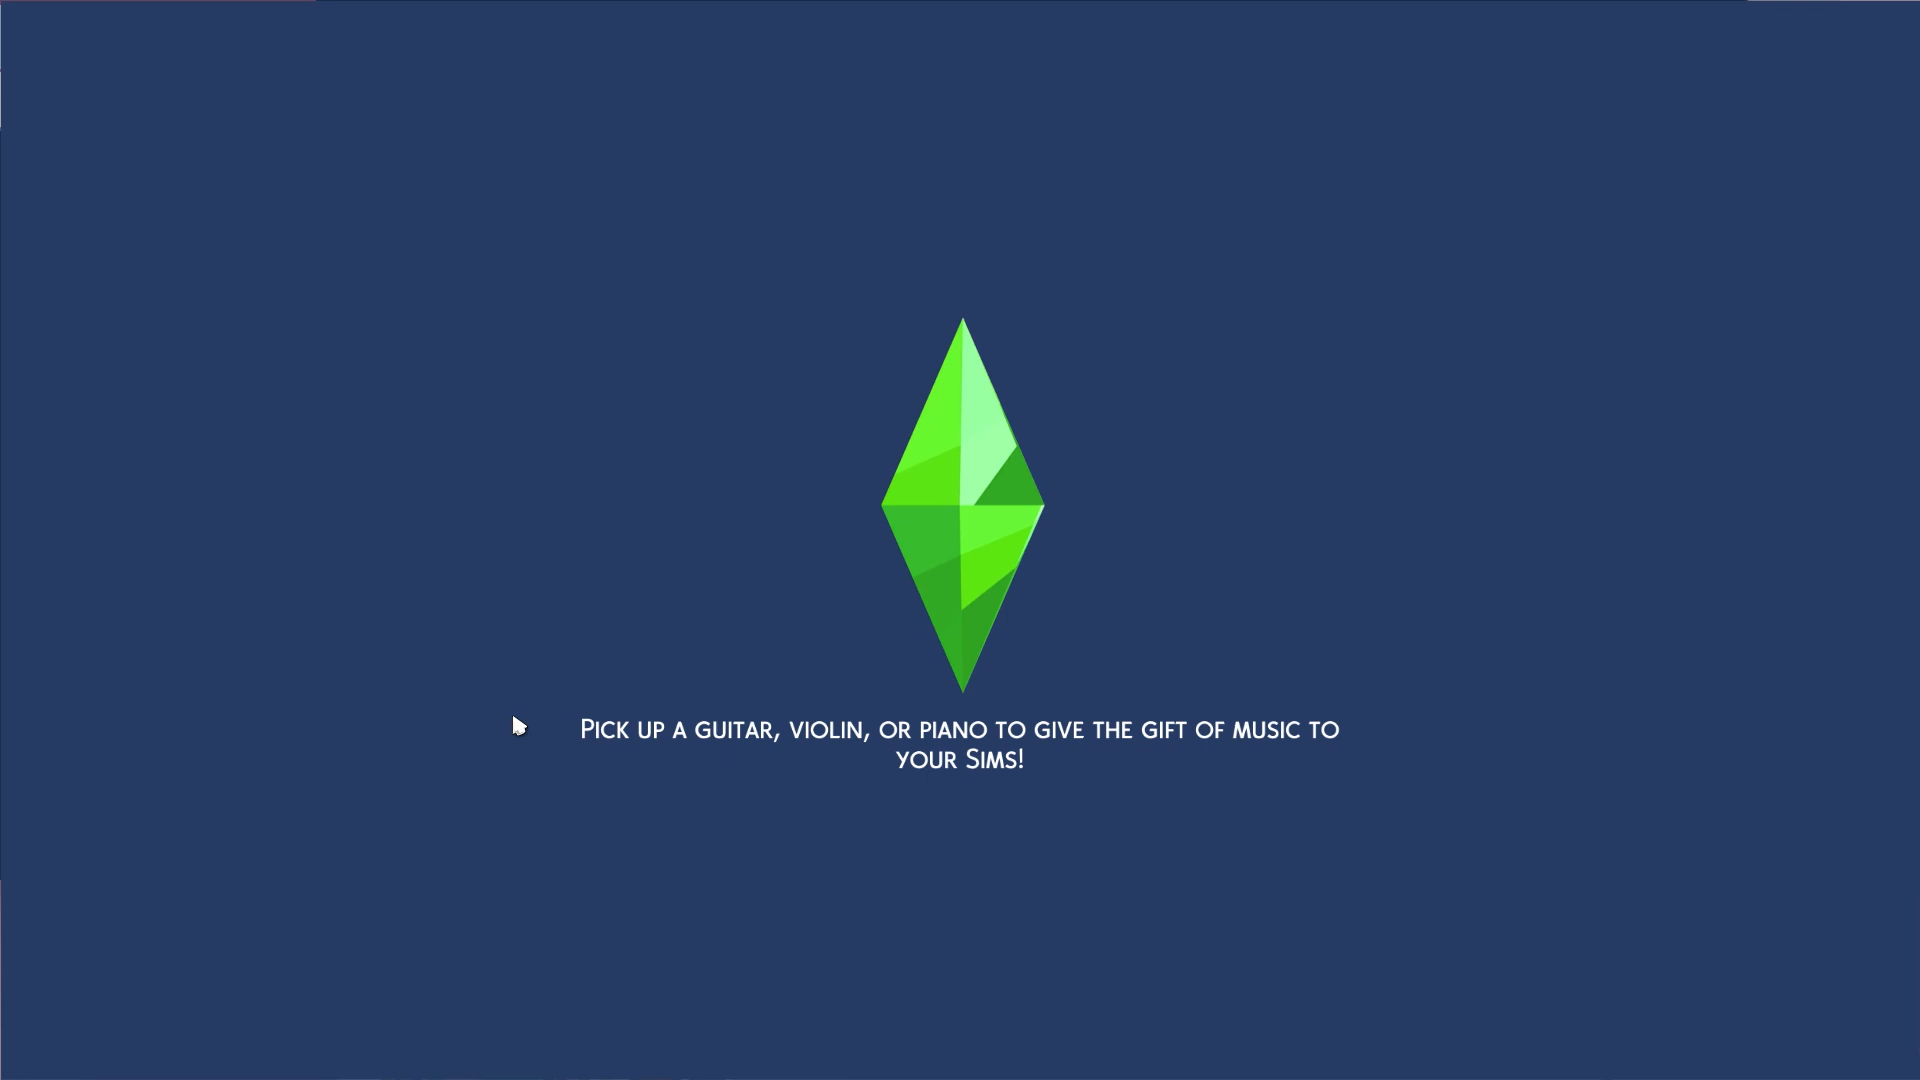 Pick up a guitar, violin, or piano to give the gift of music to
your Sims!